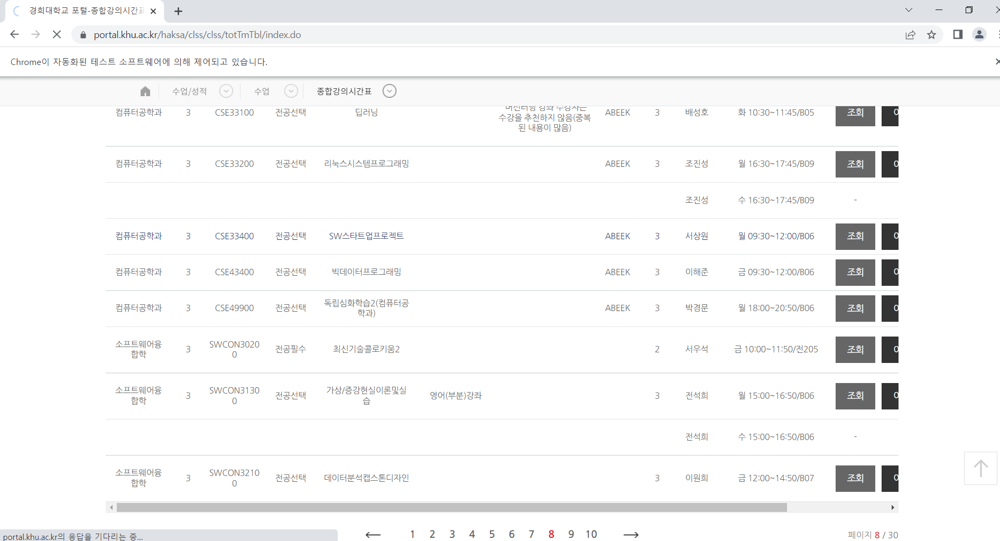 경희대학교 포털-종합강의시간표
portal.khu.ac.kr/haksa/clss/clss/totTmTbl/index.do
Chrome이 자동화된 테스트 소프트웨어에 의해 제어되고 있습니다.
수업/성적 수업 종합강의시간표
컴퓨터공학과 3 CSE33100 전공선택 딥러닝 머신러닝 강좌 수강자는 ABEEK 3 배성호 화 10:30~11:45/B05 조회
수강을 추천하지 않음(중복
된 내용이 많음)
컴퓨터공학과 3 CSE33200 전공선택 리눅스시스템프로그래밍 ABEEK 3 조진성 월 16:30~17:45/B09 조회
조진성 수 16:30~17:45/B09 -
컴퓨터공학과 3 CSE33400 전공선택 SW스타트업프로젝트 ABEEK 3 서상원 월 09:30~12:00/B06 조회
컴퓨터공학과 3 CSE43400 전공선택 빅데이터프로그래밍 ABEEK 3 이해준 금 09:30~12:00/B06 조회
컴퓨터공학과 3 CSE49900 전공선택 독립심화학습2(컴퓨터공 ABEEK 3 박경문 월 18:00~20:50/B06 조회
학과)
소프트웨어융 3 SWCON3020 전공필수 최신기술콜로키움2 2 서우석 금 10:00~11:50/전205 조회
합학 0
소프트웨어융 3 SWCON3130 전공선택 가상/증강현실이론및실 영어(부분)강좌 3 전석희 월 15:00~16:50/B06 조회
합학 0 습
전석희 수 15:00~16:50/B06 -
소프트웨어융 3 SWCON3210 전공선택 데이터분석캡스톤디자인 3 이원희 금 12:00~14:50/B07 조회
합학 0
1 2 3 4 5 6 7 8 9 10
페이지 8 / 30
portal.khu.ac.kr의 응답을 기다리는 중...